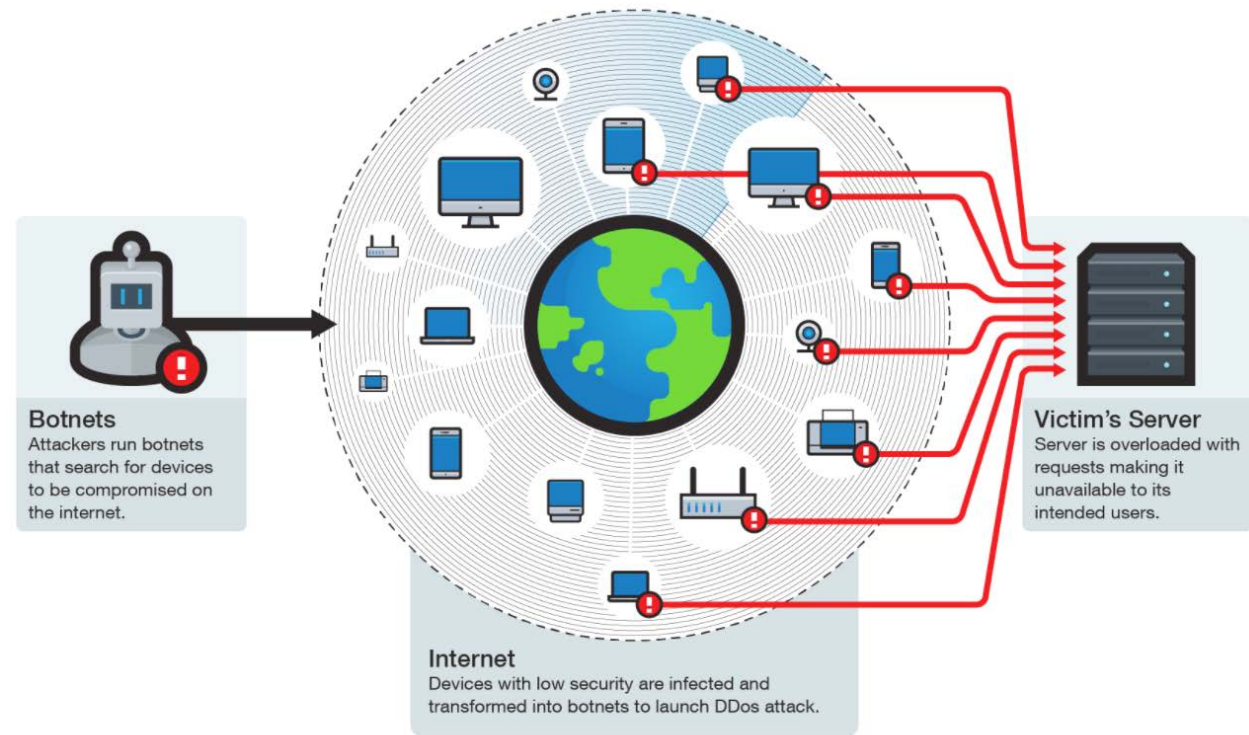 Botnets
Attackers run botnets
that search for devices
to be compromised on
the internet.
Internet
Devices with low security are infected and
transformed into botnets to launch DDos attack.
Victim’s Server
Server is overloaded with
requests making it
unavailable to its
intended users.